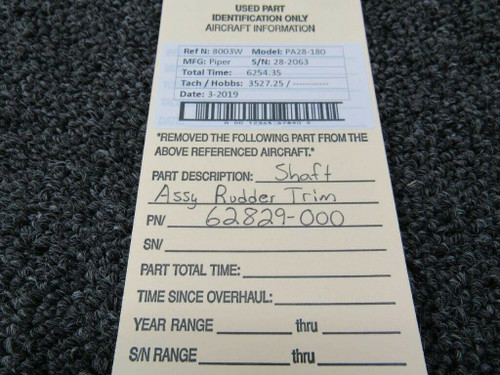 USED PART
IDENTIFICATION ONLY
AIRCRAFT INFORMATION
Ref N: 8003W Model: PA28-180
MFG: Piper S/N: 28-2063
Total Time: 6254.35
Tach / Hobbs: 3527.25 / ----------
Date: 3-2019
"REMOVED THE FOLLOWING PART FROM THE
ABOVE REFERENCED AIRCRAFT."
PART DESCRIPTION: Shaft
Assy Rudder Trim
PN/ 62829-000
SN/
PART TOTAL TIME:
TIME SINCE OVERHAUL:
YEAR RANGE thru
S/N RANGE thru